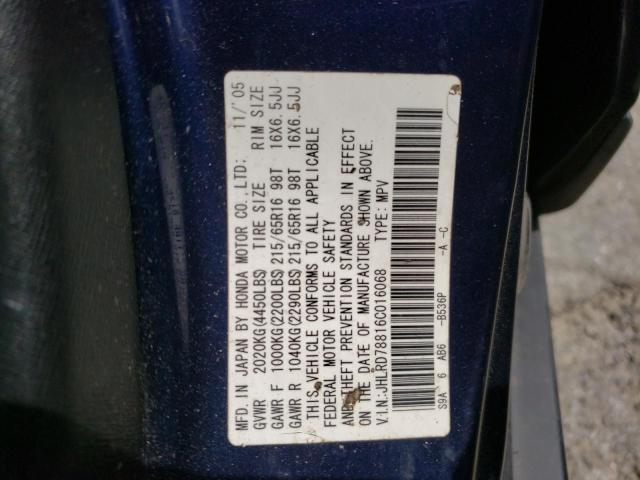 MFD. IN JAPAN BY HONDA MOTOR CO., LTD: 11/'05
GVWR 2020KG(4450LBS) TIRE SIZE RIM SIZE
GAWR F 1000KG(2200LBS) 215/65R16 98T 16X6.5JJ
GAWR R 1040KG(2290LBS) 215/65R16 98T 16X6.5JJ
THIS VEHICLE CONFORMS TO ALL APPLICABLE
FEDERAL MOTOR VEHICLE SAFETY
AND THEFT PREVENTION STANDARDS IN EFFECT
ON THE DATE OF MANUFACTURE SHOWN ABOVE.
V.I.N:JHLRD78816C016068 TYPE: MPV
S9A 6 AB6 -B536P -A -C